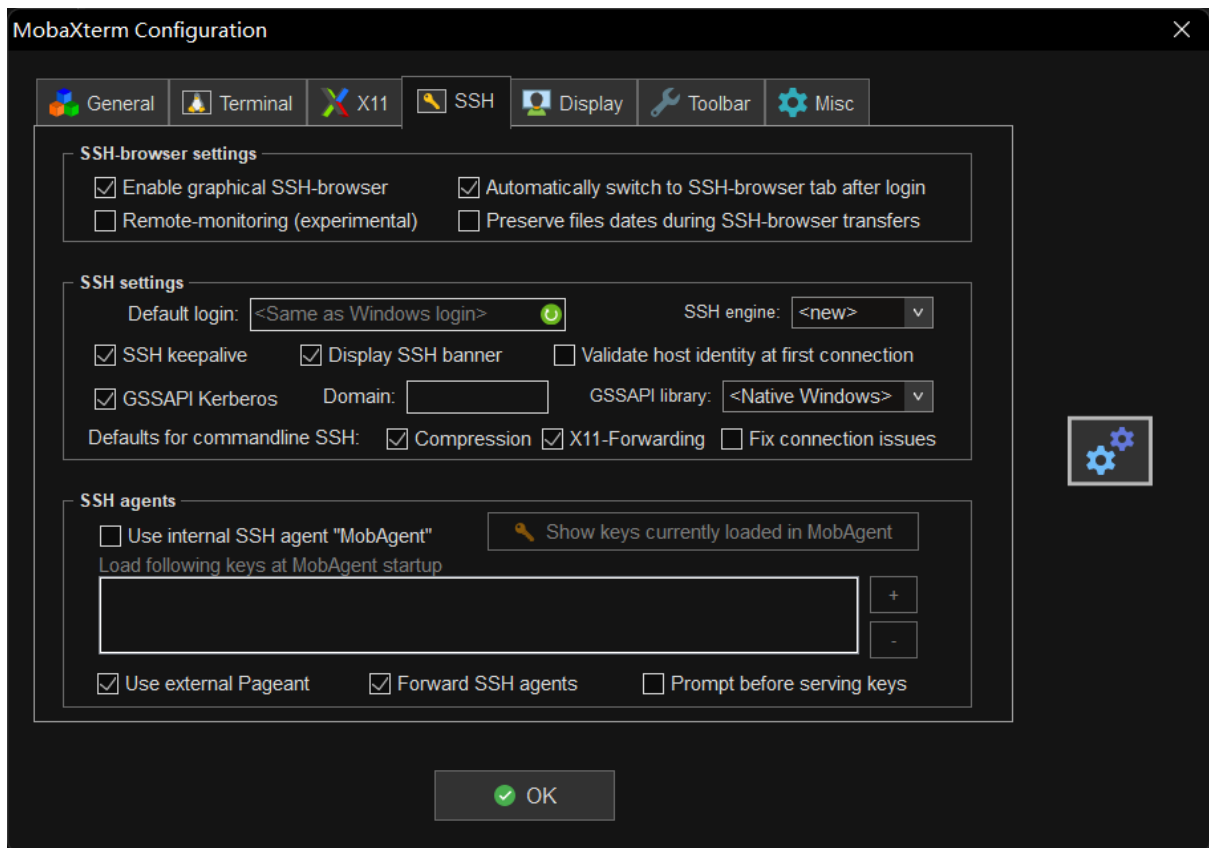 MobaXterm Configuration
General Terminal X11 SSH Display Toolbar Misc
SSH-browser settings
Enable graphical SSH-browser Automatically switch to SSH-browser tab after login
Remote-monitoring (experimental) Preserve files dates during SSH-browser transfers
SSH settings
Default login: <Same as Windows login> SSH engine: <new>
SSH keepalive Display SSH banner Validate host identity at first connection
GSSAPI Kerberos Domain: GSSAPI library: <Native Windows>
Defaults for commandline SSH: Compression X11-Forwarding Fix connection issues
SSH agents
Use internal SSH agent "MobAgent" Show keys currently loaded in MobAgent
Load following keys at MobAgent startup
+
-
Use external Pageant Forward SSH agents Prompt before serving keys
OK